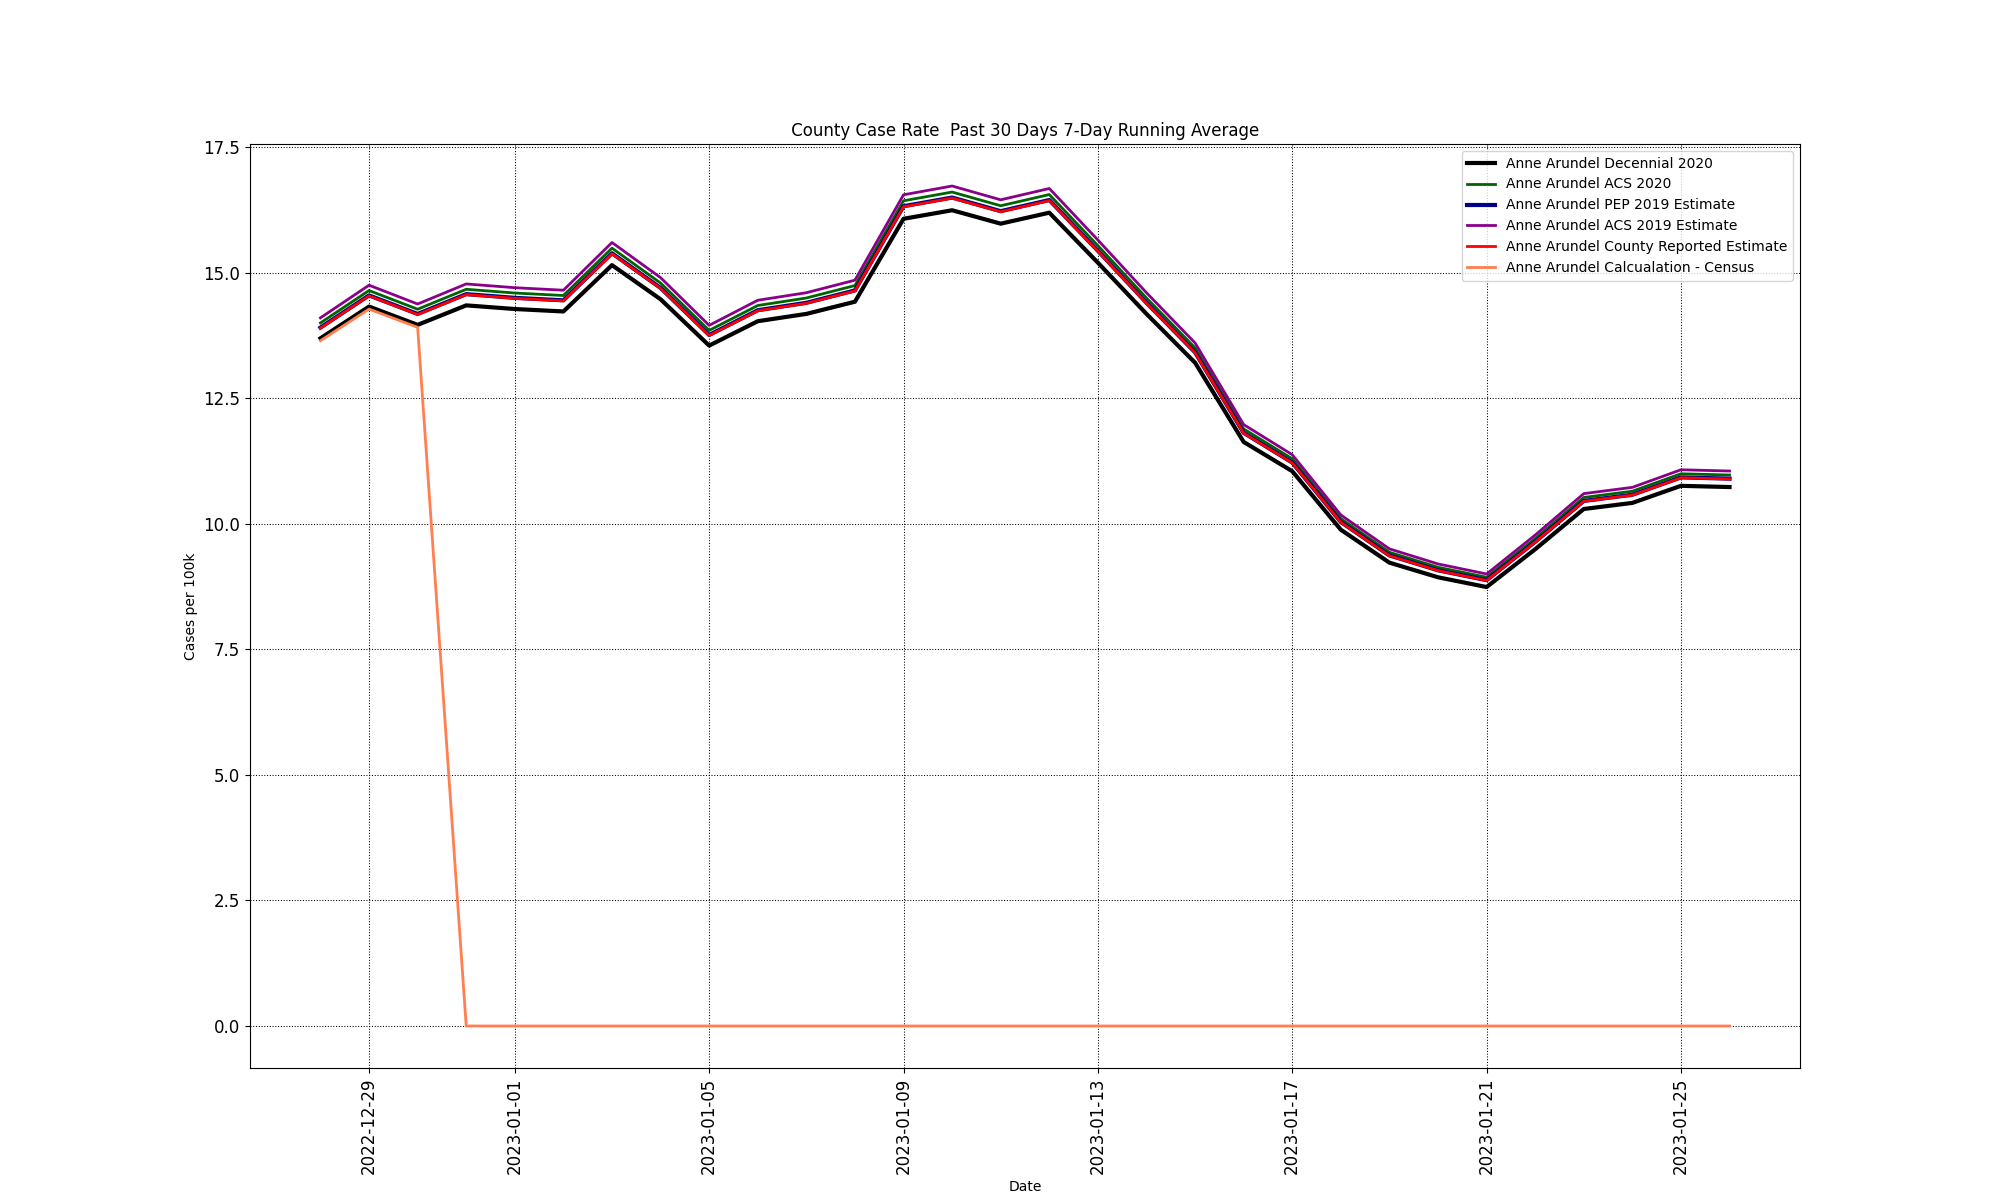 County Case Rate  Past 30 Days 7-Day Running Average
17.5
15.0
12.5
10.0
7.5
5.0
2.5
0.0
Cases per 100k
Anne Arundel Decennial 2020
Anne Arundel ACS 2020
Anne Arundel PEP 2019 Estimate
Anne Arundel ACS 2019 Estimate
Anne Arundel County Reported Estimate
Anne Arundel Calcualation - Census
2022-12-29
2023-01-01
2023-01-05
2023-01-09
2023-01-13
2023-01-17
2023-01-21
2023-01-25
Date